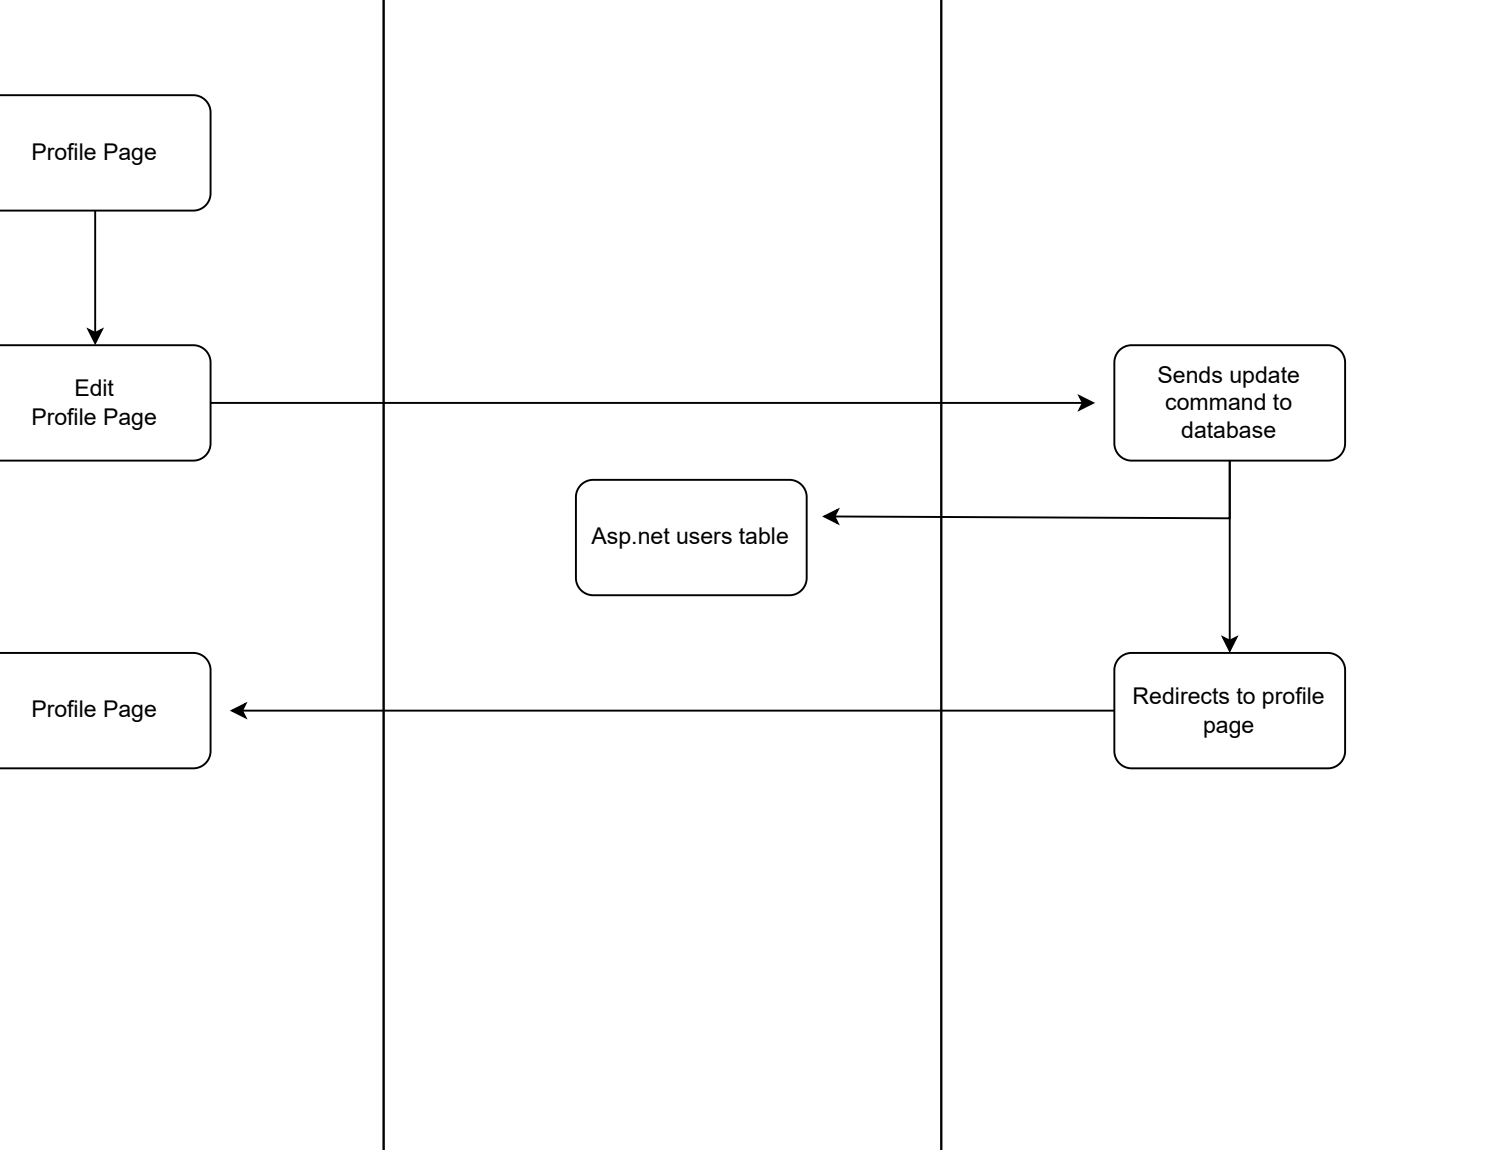 Profile Page
Edit
Profile Page
Sends update
command to
database
Asp.net users table
Profile Page
Redirects to profile
page